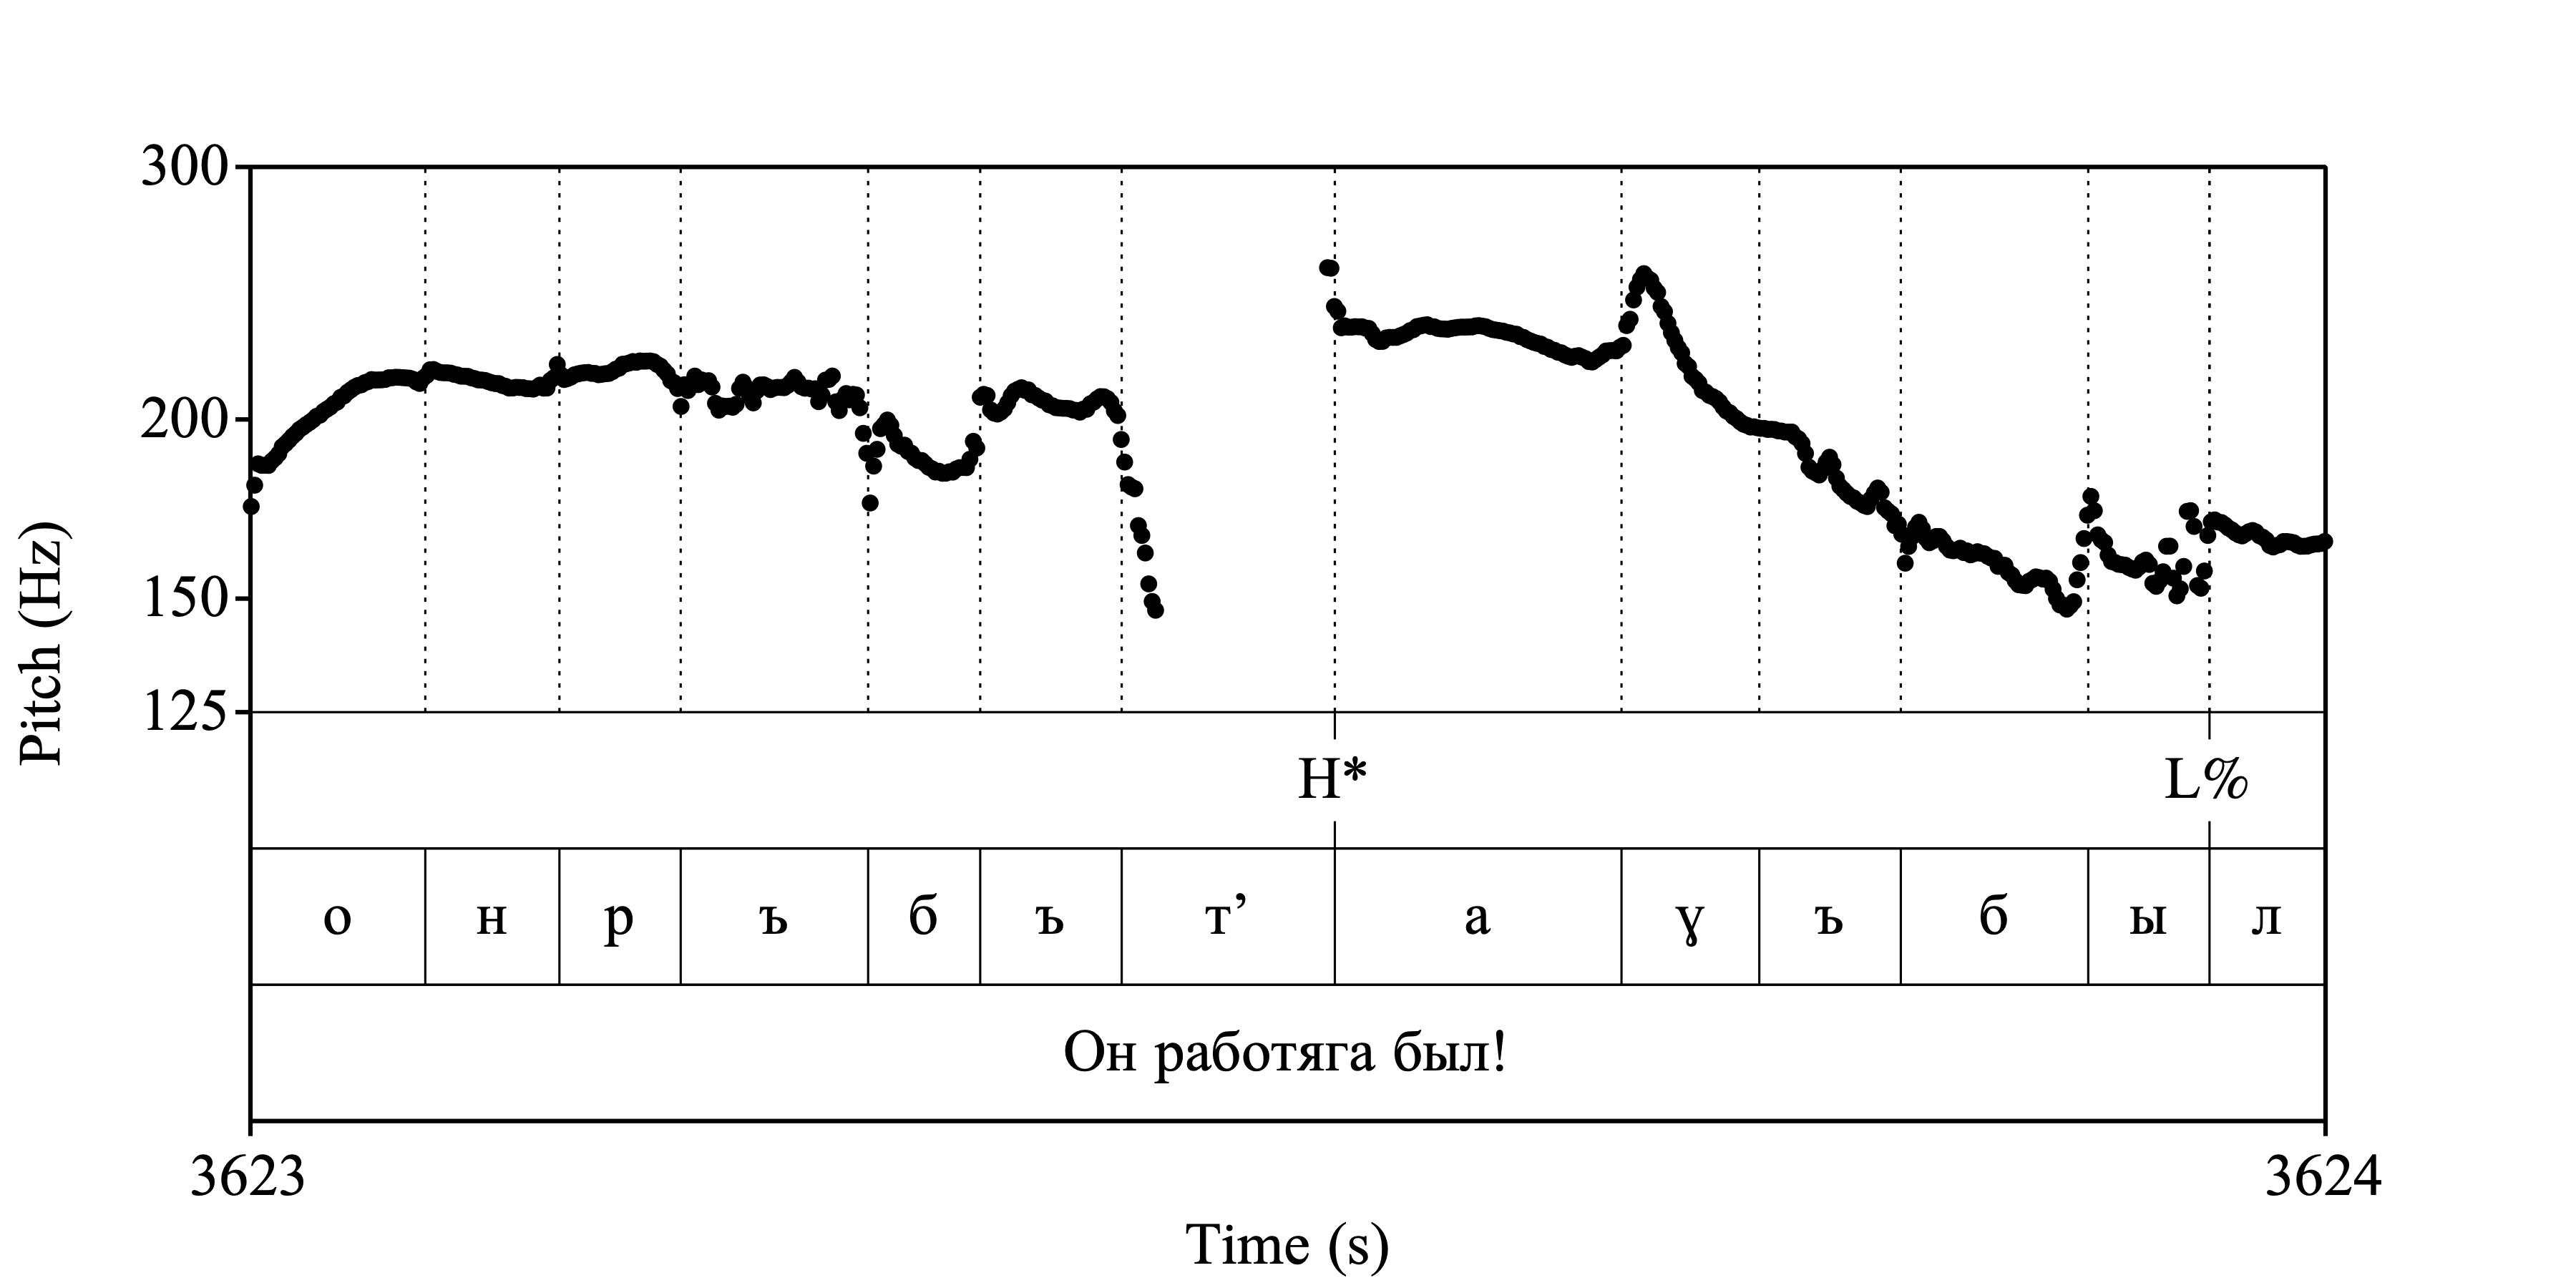 300
200
150
125
Pitch (Hz)
H* L%
о н р ъ б ъ т’ а ɣ ъ б ы л
Он работяга был!
3623 3624
Time (s)